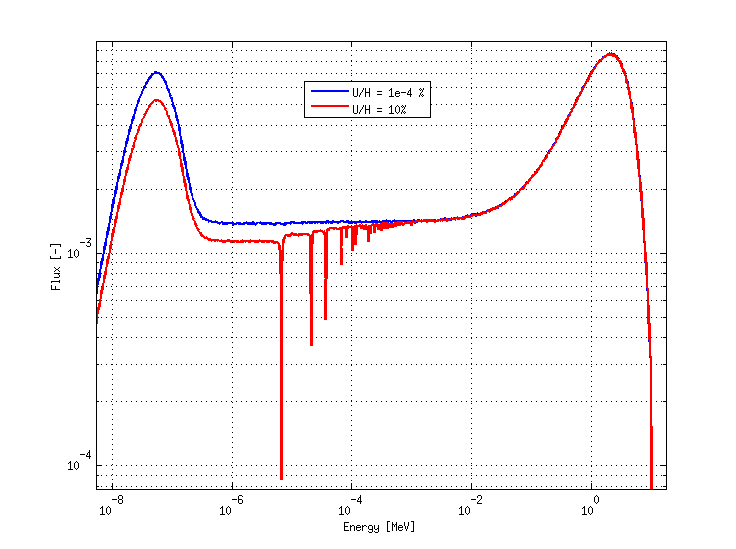 U/H = 1e-4 %
U/H = 10%
Flux [-]
10^-3
10^-4
10^-8
10^-6
10^-4
10^-2
10^0
Energy [MeV]